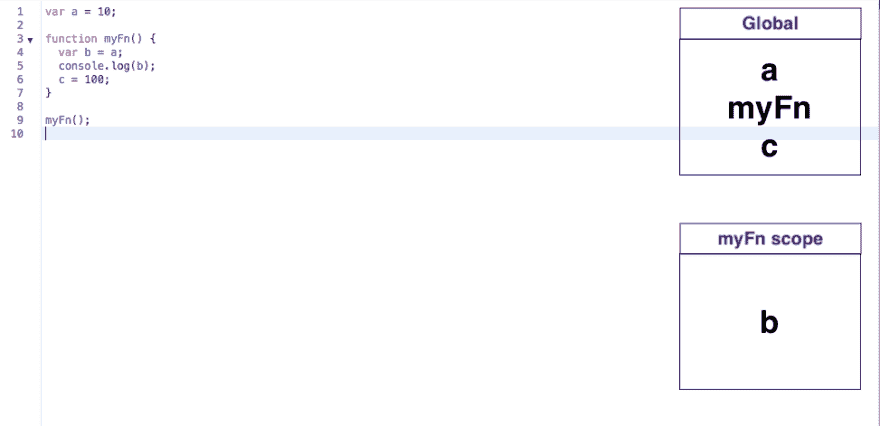 1 var a = 10;
2
3 function myFn() {
4   var b = a;
5   console.log(b);
6   c = 100;
7 }
8
9 myFn();
10
Global
a
myFn
c
myFn scope
b